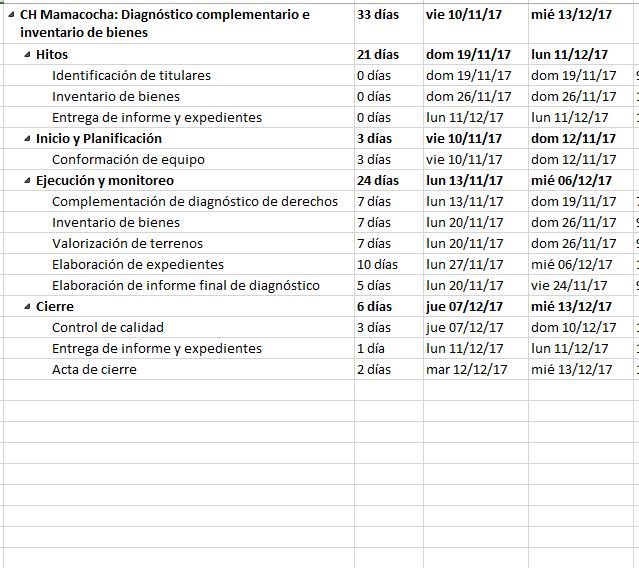 CH Mamacocha: Diagnóstico complementario e 33 días vie 10/11/17 mié 13/12/17
inventario de bienes
Hitos 21 días dom 19/11/17 lun 11/12/17
Identificación de titulares 0 días dom 19/11/17 dom 19/11/17
Inventario de bienes 0 días dom 26/11/17 dom 26/11/17
Entrega de informe y expedientes 0 días lun 11/12/17 lun 11/12/17
Inicio y Planificación 3 días vie 10/11/17 dom 12/11/17
Conformación de equipo 3 días vie 10/11/17 dom 12/11/17
Ejecución y monitoreo 24 días lun 13/11/17 mié 06/12/17
Complementación de diagnóstico de derechos 7 días lun 13/11/17 dom 19/11/17
Inventario de bienes 7 días lun 20/11/17 dom 26/11/17
Valorización de terrenos 7 días lun 20/11/17 dom 26/11/17
Elaboración de expedientes 10 días lun 27/11/17 mié 06/12/17
Elaboración de informe final de diagnóstico 5 días lun 20/11/17 vie 24/11/17
Cierre 6 días jue 07/12/17 mié 13/12/17
Control de calidad 3 días jue 07/12/17 dom 10/12/17
Entrega de informe y expedientes 1 día lun 11/12/17 lun 11/12/17
Acta de cierre 2 días mar 12/12/17 mié 13/12/17